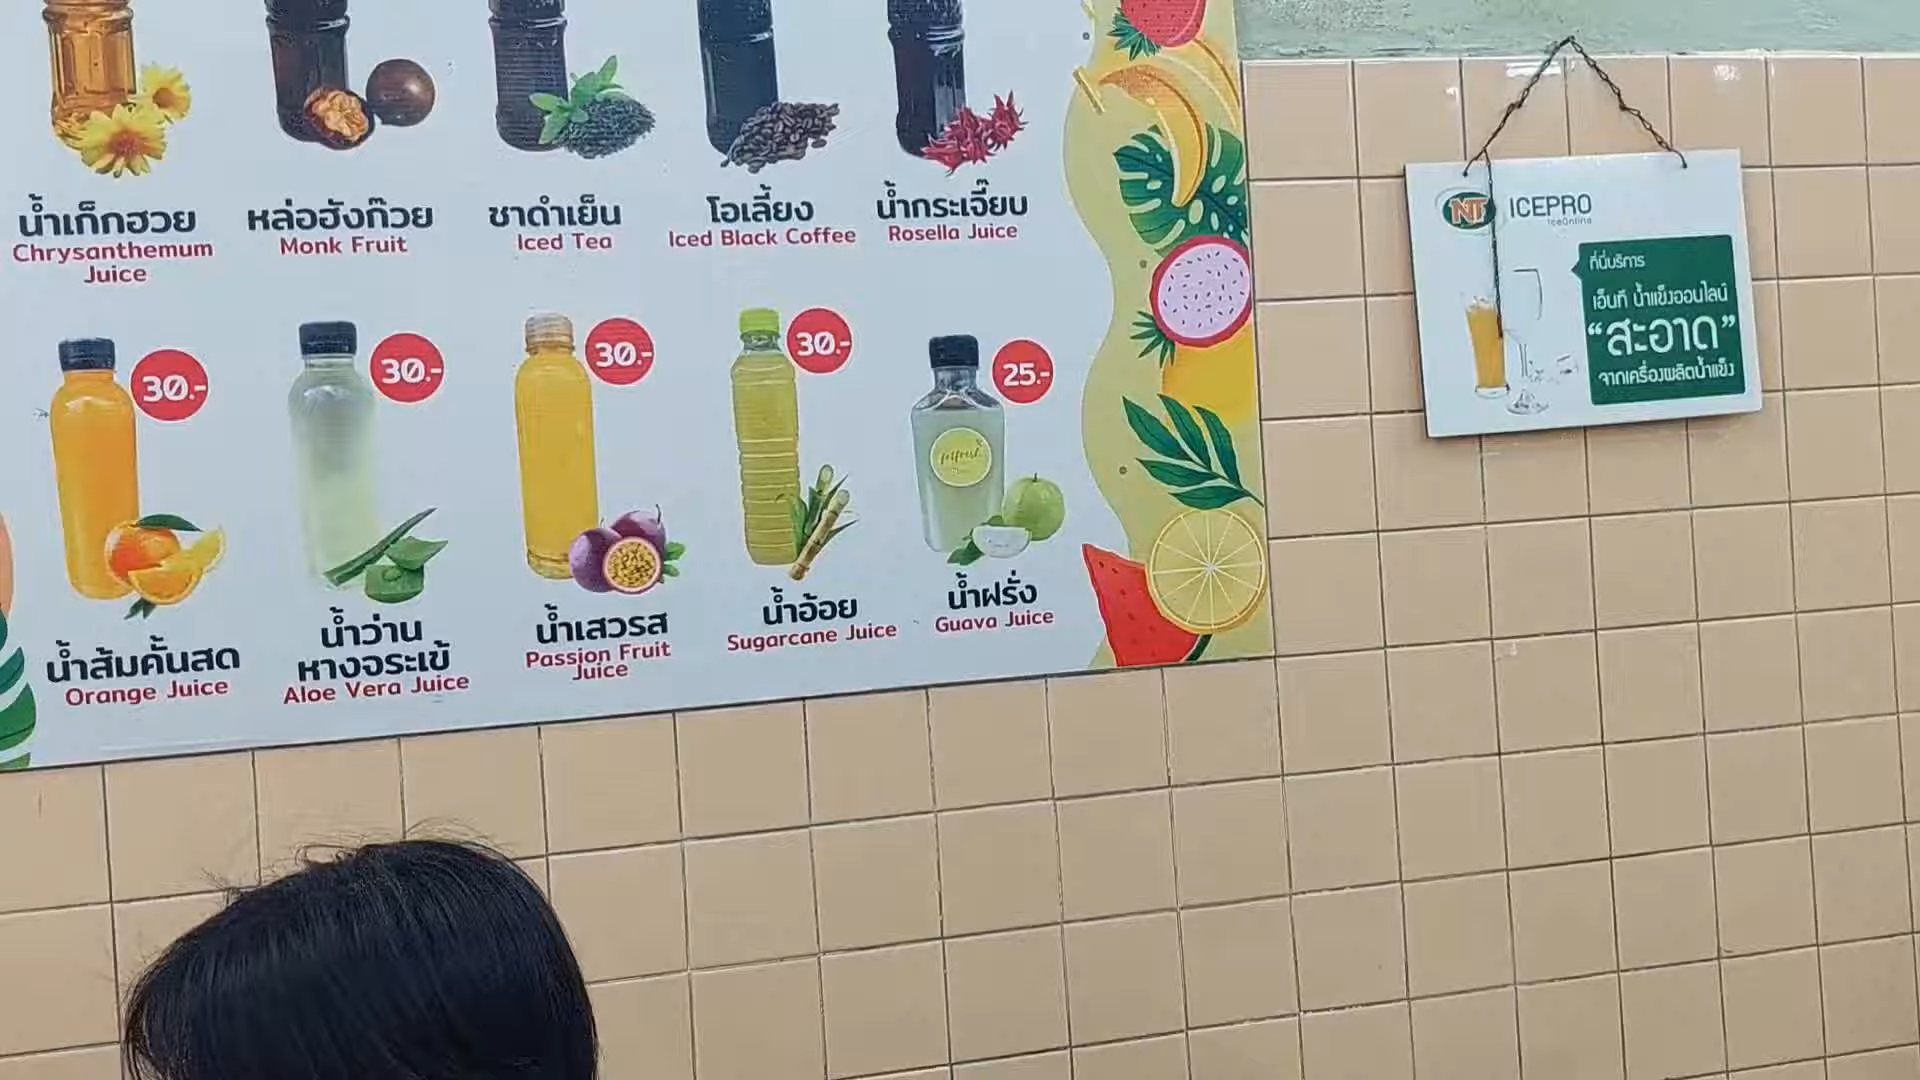 น้ำเก็กฮวย
Chrysanthemum
Juice
หล่อฮังก๊วย
Monk Fruit
ชาดำเย็น
Iced Tea
โอเลี้ยง
Iced Black Coffee
น้ำกระเจี๊ยบ
Rosella Juice
30.-
น้ำส้มคั้นสด
Orange Juice
30.-
น้ำว่าน
หางจระเข้
Aloe Vera Juice
30.-
น้ำเสาวรส
Passion Fruit
Juice
30.-
น้ำอ้อย
Sugarcane Juice
25.-
น้ำฝรั่ง
Guava Juice
NT
ICEPRO
IceOnline
ที่นี่บริการ
เอ็นที น้ำแข็งออนไลน์
“สะอาด”
จากเครื่องผลิตน้ำแข็ง